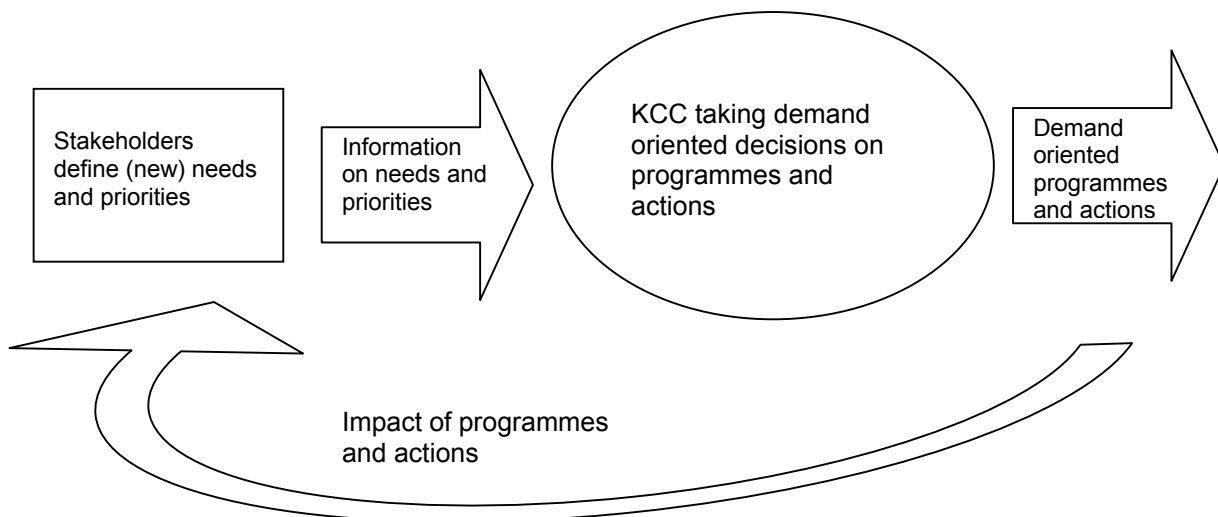 Stakeholders
define (new) needs
and priorities
Information
on needs and
priorities
KCC taking demand
oriented decisions on
programmes and
actions
Demand
oriented
programmes
and actions
Impact of programmes
and actions